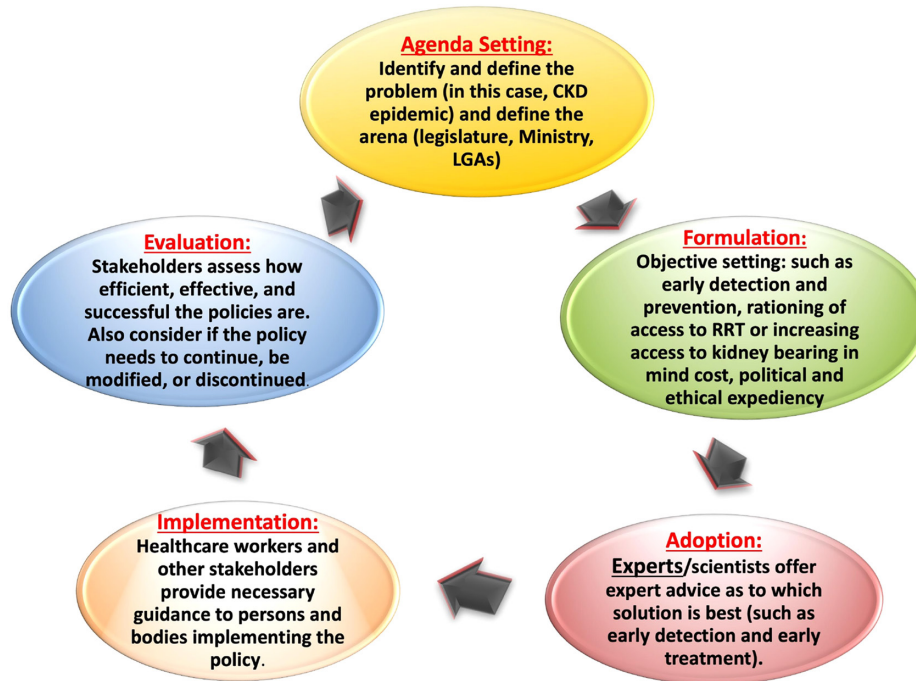 Agenda Setting:
Identify and define the
problem (in this case, CKD
epidemic) and define the
arena (legislature, Ministry,
LGAs)
Formulation:
Objective setting: such as
early detection and
prevention, rationing of
access to RRT or increasing
access to kidney bearing in
mind cost, political and
ethical expediency
Adoption:
Experts/scientists offer
expert advice as to which
solution is best (such as
early detection and early
treatment).
Implementation:
Healthcare workers and
other stakeholders
provide necessary
guidance to persons and
bodies implementing the
policy.
Evaluation:
Stakeholders assess how
efficient, effective, and
successful the policies are.
Also consider if the policy
needs to continue, be
modified, or discontinued.